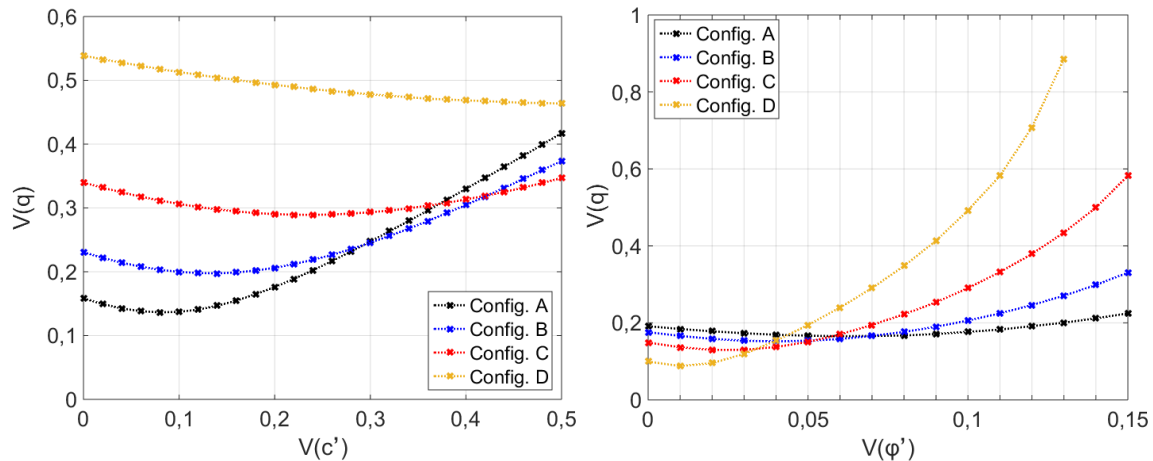 0,6
0,5
0,4
0,3
0,2
0,1
0
V(q)
0 0,1 0,2 0,3 0,4 0,5
V(c’)
Config. A
Config. B
Config. C
Config. D
1
0,8
0,6
0,4
0,2
0
V(q)
0 0,05 0,1 0,15
V(φ’)
Config. A
Config. B
Config. C
Config. D